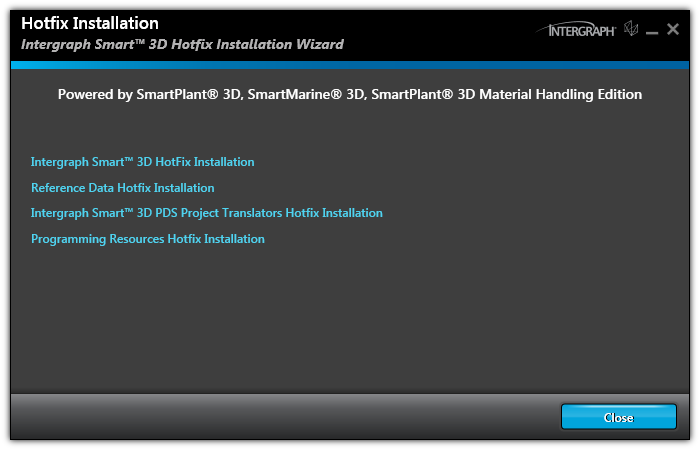 Hotfix Installation
Intergraph Smart™ 3D Hotfix Installation Wizard
INTERGRAPH®
Powered by SmartPlant® 3D, SmartMarine® 3D, SmartPlant® 3D Material Handling Edition
Intergraph Smart™ 3D HotFix Installation
Reference Data Hotfix Installation
Intergraph Smart™ 3D PDS Project Translators Hotfix Installation
Programming Resources Hotfix Installation
Close